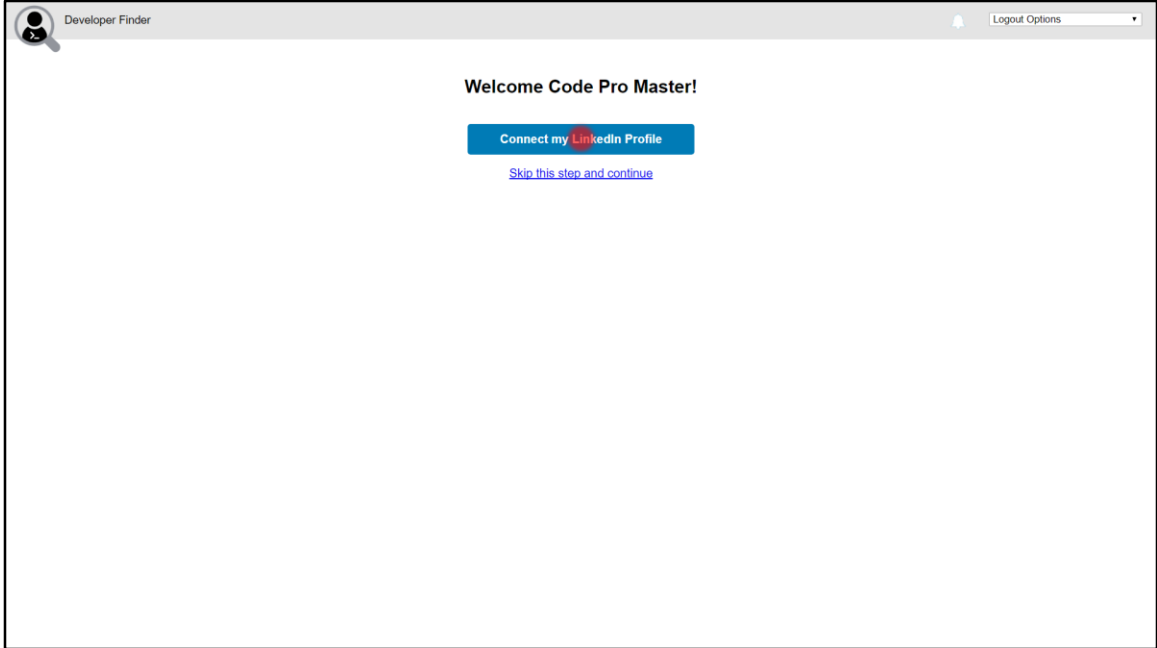 Developer Finder
Logout Options
Welcome Code Pro Master!
Connect my LinkedIn Profile
Skip this step and continue